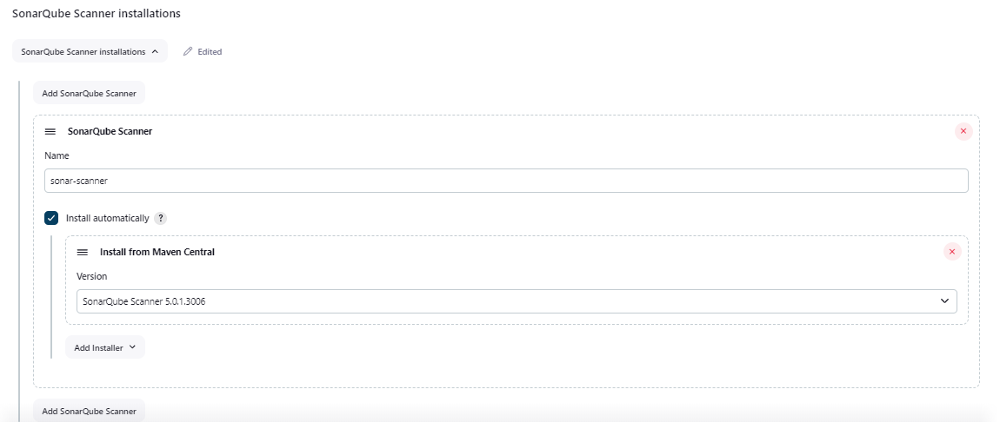 SonarQube Scanner installations
SonarQube Scanner installations Edited
Add SonarQube Scanner
SonarQube Scanner
Name
sonar-scanner
Install automatically ?
Install from Maven Central
Version
SonarQube Scanner 5.0.1.3006
Add Installer
Add SonarQube Scanner